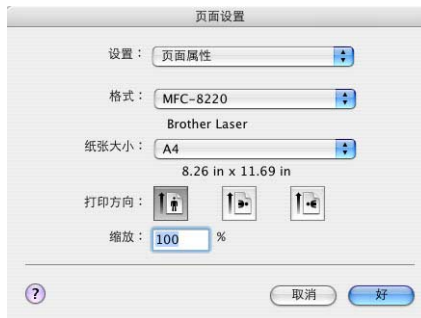 页面设置
设置： 页面属性
格式： MFC-8220
Brother Laser
纸张大小： A4
8.26 in x 11.69 in
打印方向：
缩放： 100 %
? 取消 好